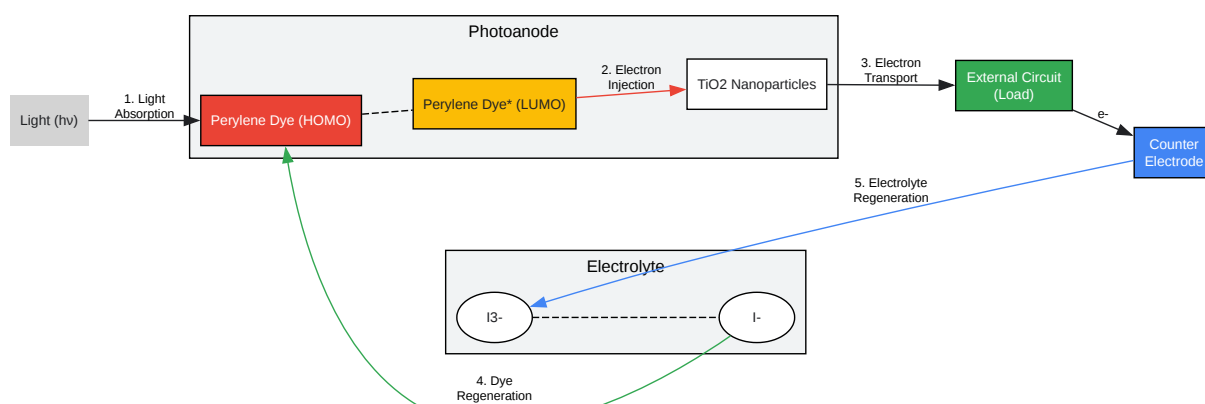 Photoanode
Light (hν)
1. Light
Absorption
Perylene Dye (HOMO)
Perylene Dye* (LUMO)
2. Electron
Injection
TiO2 Nanoparticles
3. Electron
Transport
External Circuit
(Load)
e-
Counter
Electrode
5. Electrolyte
Regeneration
Electrolyte
I3-
I-
4. Dye
Regeneration